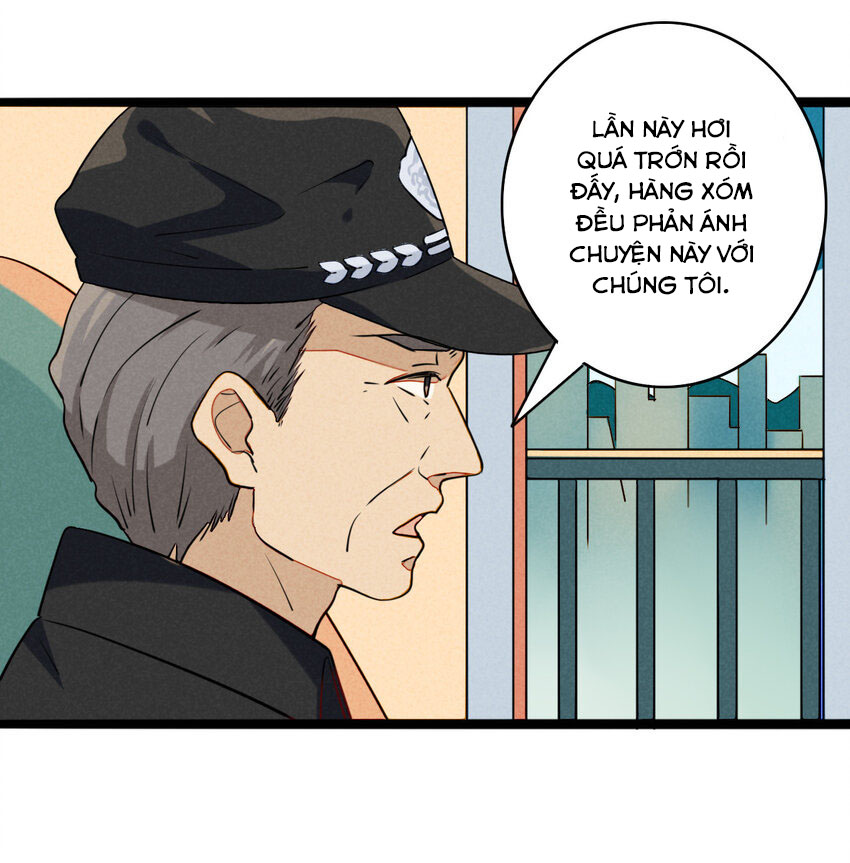 LẦN NÀY HƠI
QUÁ TRỚN RỒI
ĐẤY, HÀNG XÓM
ĐỀU PHẢN ÁNH
CHUYỆN NÀY VỚI
CHÚNG TÔI.